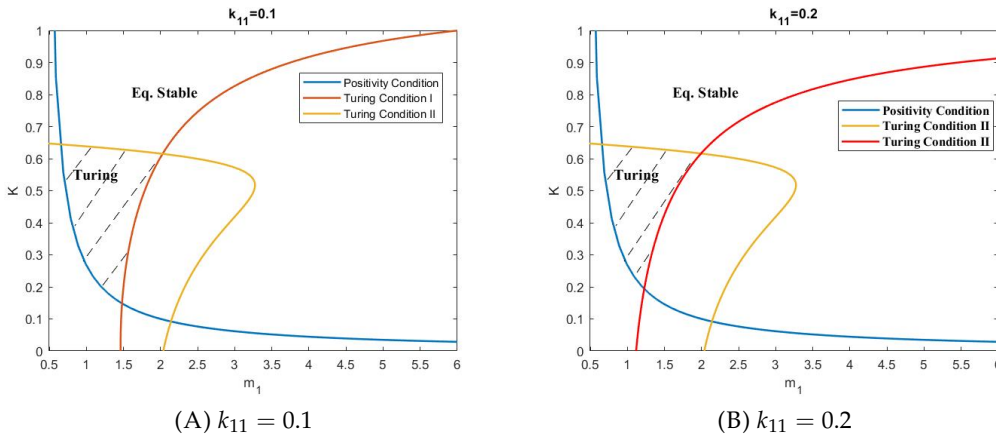 k11=0.1
1
0.9
0.8
0.7
0.6
0.5
0.4
0.3
0.2
0.1
0
K
Eq. Stable
Turing
Positivity Condition
Turing Condition I
Turing Condition II
0.5 1 1.5 2 2.5 3 3.5 4 4.5 5 5.5 6
m1
(A) k11 = 0.1
k11=0.2
1
0.9
0.8
0.7
0.6
0.5
0.4
0.3
0.2
0.1
0
K
Eq. Stable
Turing
Positivity Condition
Turing Condition II
Turing Condition II
0.5 1 1.5 2 2.5 3 3.5 4 4.5 5 5.5 6
m1
(B) k11 = 0.2